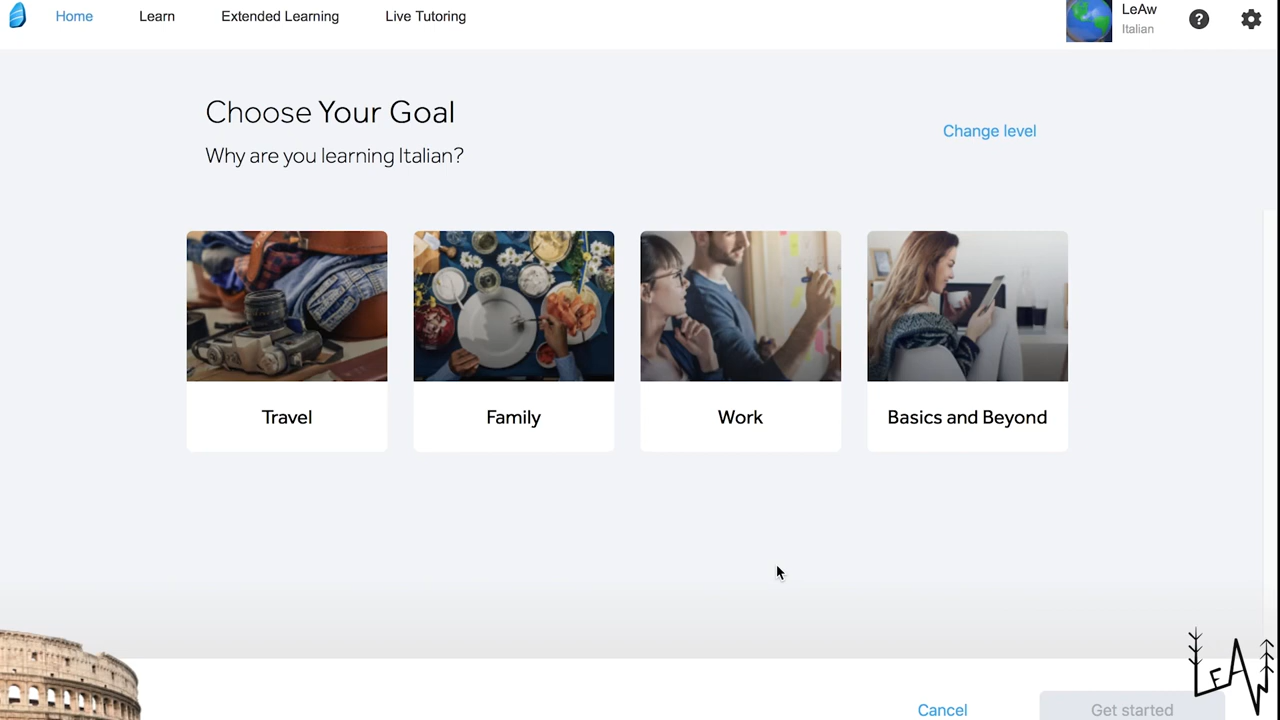 Home Learn Extended Learning Live Tutoring
LeAw
Italian
?
Choose Your Goal
Why are you learning Italian?
Change level
Travel
Family
Work
Basics and Beyond
Cancel
Get started
LeAW